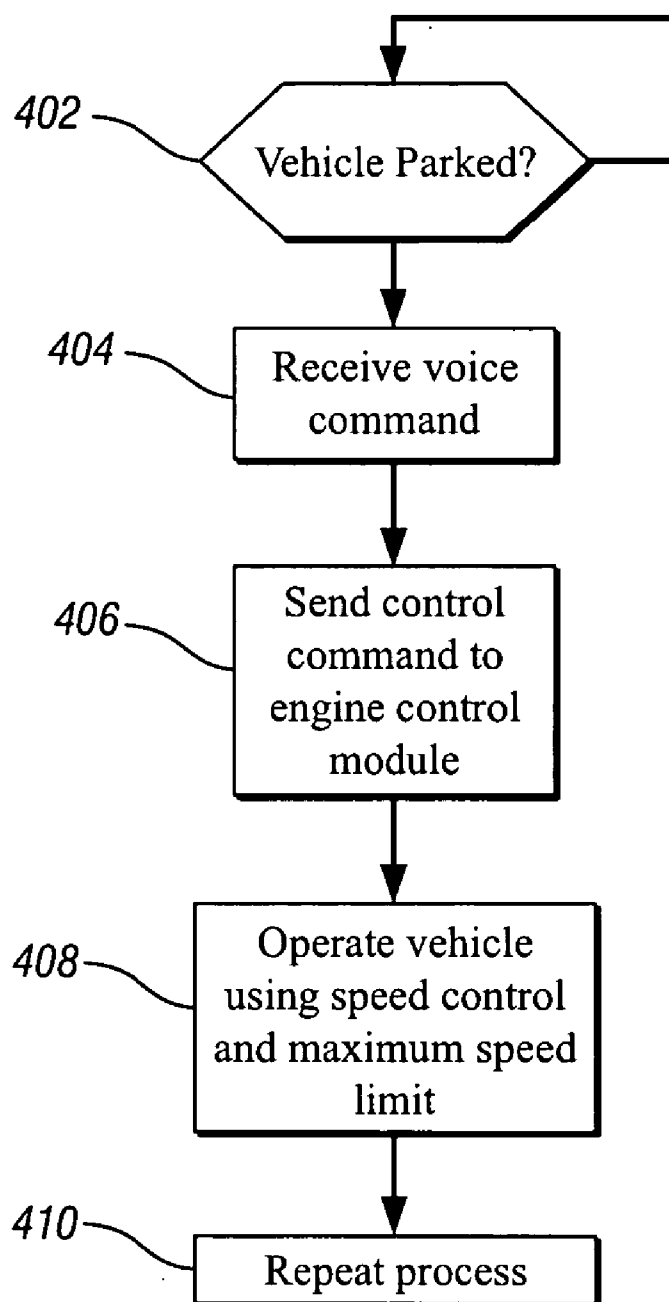 402
Vehicle Parked?
404
Receive voice
command
406
Send control
command to
engine control
module
408
Operate vehicle
using speed control
and maximum speed
limit
410
Repeat process